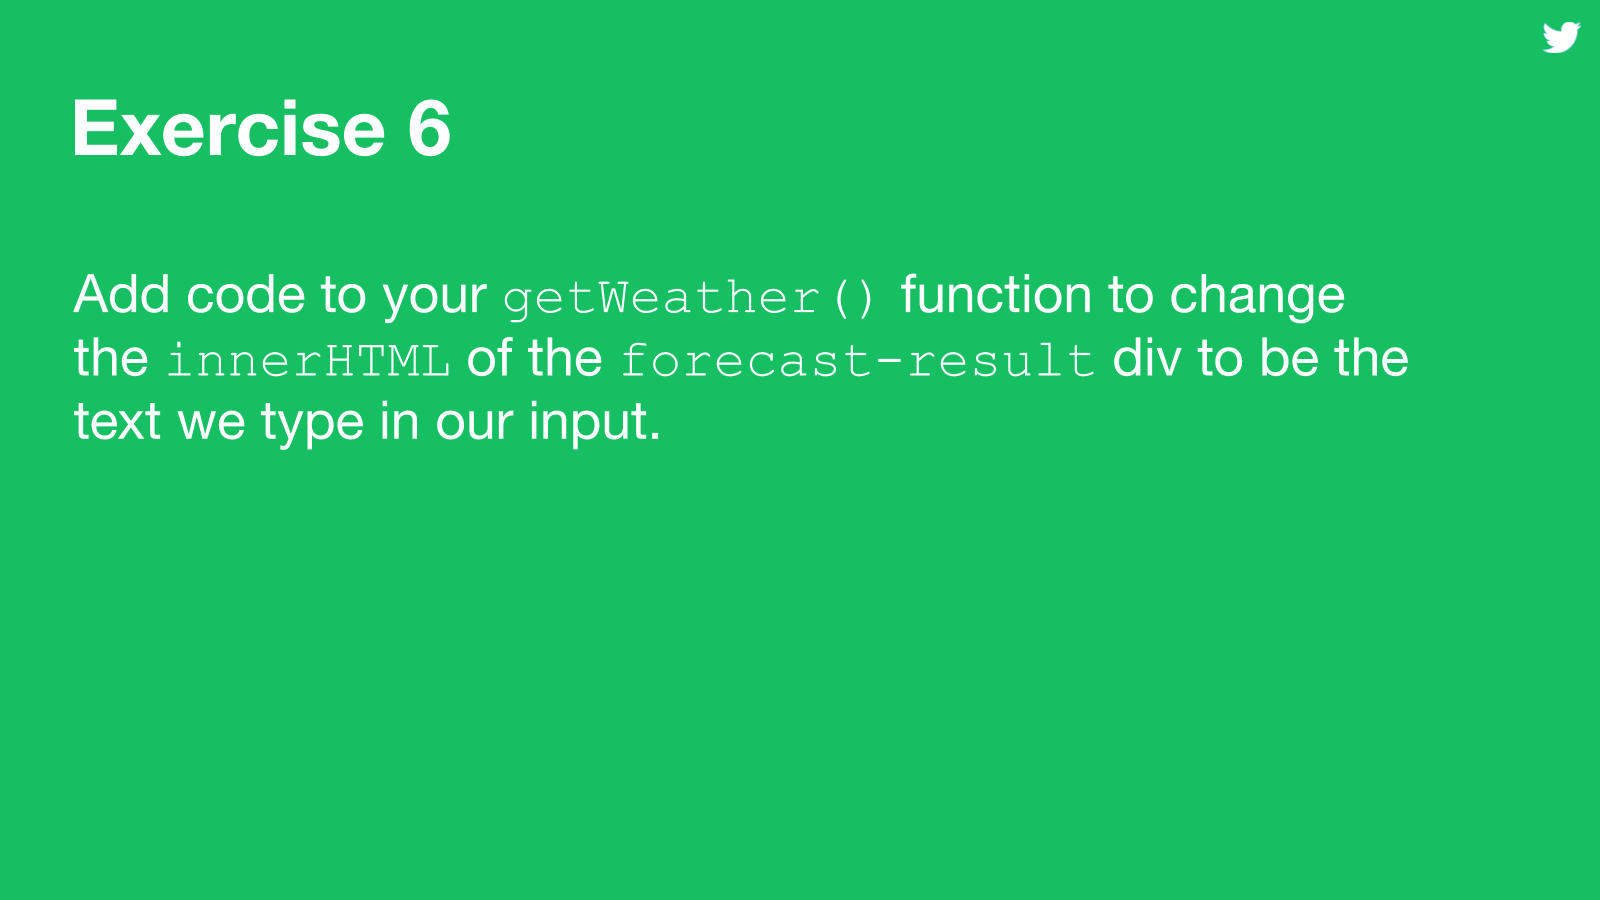 Exercise 6
Add code to your getWeather() function to change
the innerHTML of the forecast-result div to be the
text we type in our input.